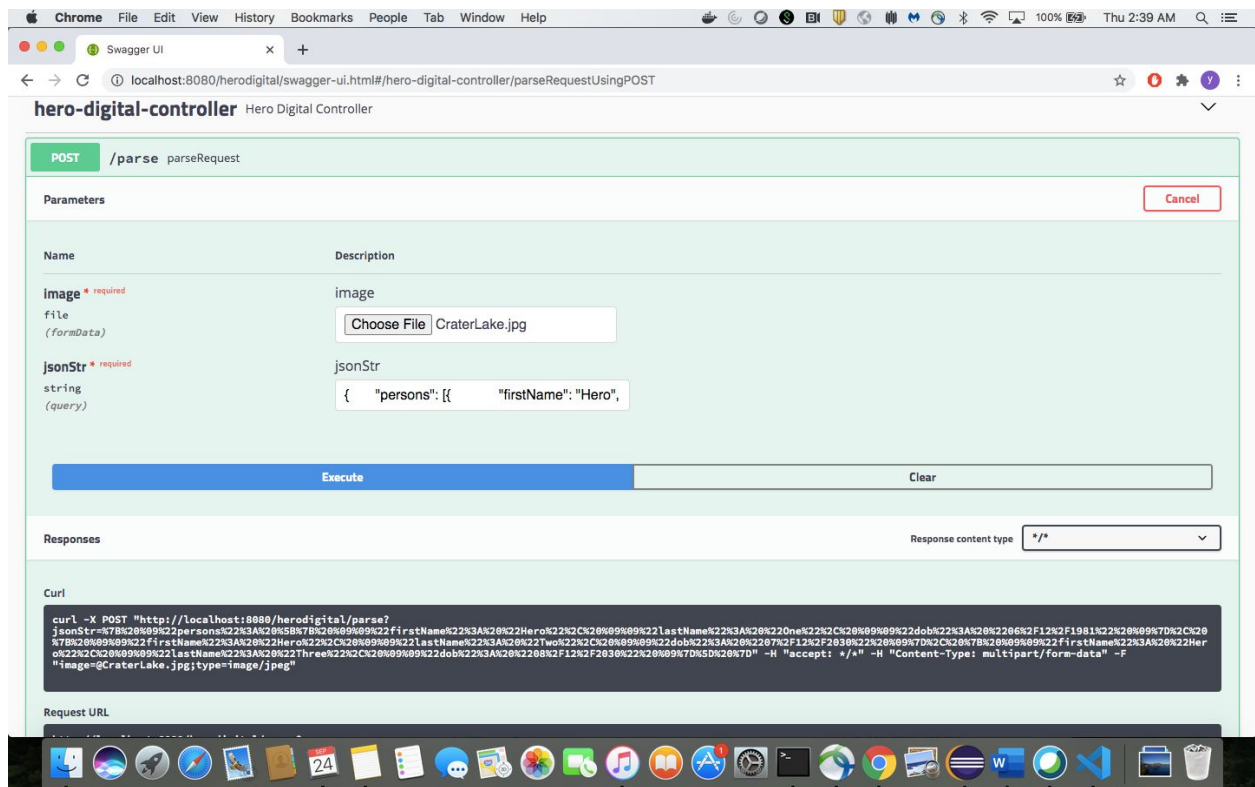 Chrome File Edit View History Bookmarks People Tab Window Help 100% Thu 2:39 AM
Swagger UI
localhost:8080/herodigital/swagger-ui.html#/hero-digital-controller/parseRequestUsingPOST
hero-digital-controller Hero Digital Controller
POST /parse parseRequest
Parameters Cancel
Name Description
image * required image
file Choose File CraterLake.jpg
(formData)
jsonStr * required jsonStr
string { "persons": [{ "firstName": "Hero",
(query)
Execute Clear
Responses Response content type */*
Curl
curl -X POST "http://localhost:8080/herodigital/parse?
jsonStr=%7B%20%09%22persons%22%3A%20%5B%7B%20%09%09%22firstName%22%3A%20%22Hero%22%2C%20%09%09%22lastName%22%3A%20%22One%22%2C%20%09%09%22dob%22%3A%20%2206%2F12%2F1981%22%20%09%7D%2C%20
%7B%20%09%09%22firstName%22%3A%20%22Hero%22%2C%20%09%09%22lastName%22%3A%20%22Two%22%2C%20%09%09%22dob%22%3A%20%2207%2F12%2F2030%22%20%09%7D%2C%20%7B%20%09%09%22firstName%22%3A%20%22Her
o%22%2C%20%09%09%22lastName%22%3A%20%22Three%22%2C%20%09%09%22dob%22%3A%20%2208%2F12%2F2030%22%20%09%7D%5D%20%7D" -H "accept: */*" -H "Content-Type: multipart/form-data" -F
"image=@CraterLake.jpg;type=image/jpeg"
Request URL
SEP
24
1
W